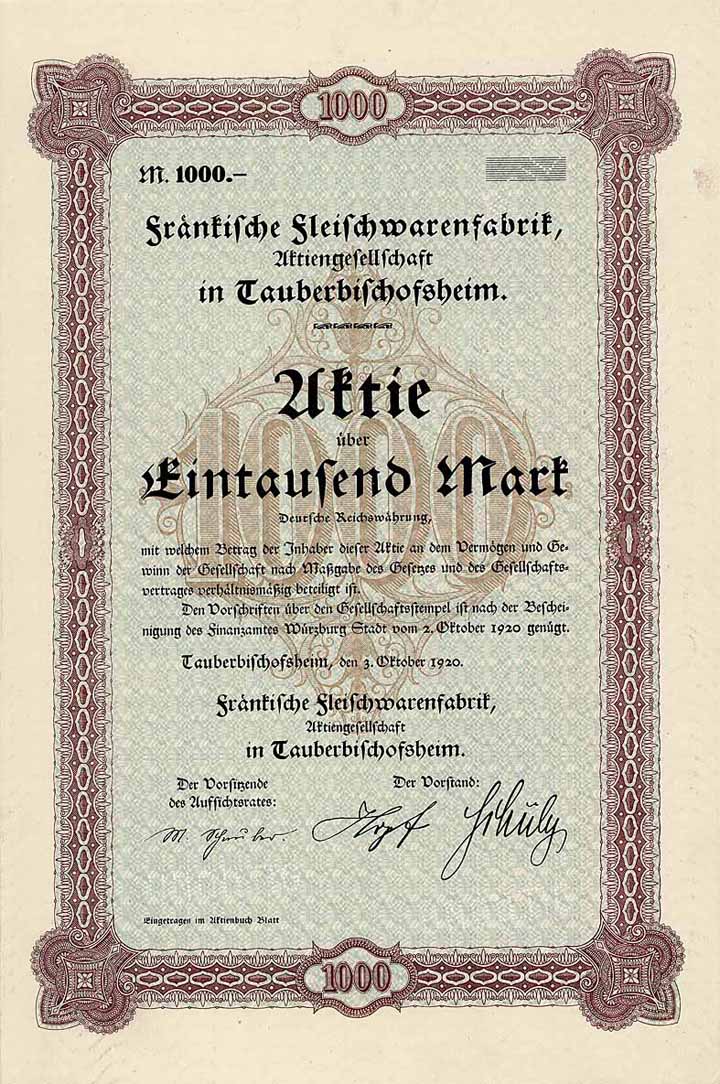 1000
M. 1000.–
Fränkische Fleischwarenfabrik,
Aktiengesellschaft
in Tauberbischofsheim.
1000
Aktie
über
Eintausend Mark
Deutsche Reichswährung,
mit welchem Betrag der Inhaber dieser Aktie an dem Vermögen und Ge-
winn der Gesellschaft nach Maßgabe des Gesetzes und des Gesellschafts-
vertrages verhältnismäßig beteiligt ist.
Den Vorschriften über den Gesellschaftsstempel ist nach der Beschei-
nigung des Finanzamtes Würzburg Stadt vom 2. Oktober 1920 genügt.
Tauberbischofsheim, den 3. Oktober 1920.
Fränkische Fleischwarenfabrik,
Aktiengesellschaft
in Tauberbischofsheim.
Der Vorsitzende
des Aufsichtsrates:
Der Vorstand:
Eingetragen im Aktienbuch Blatt
1000